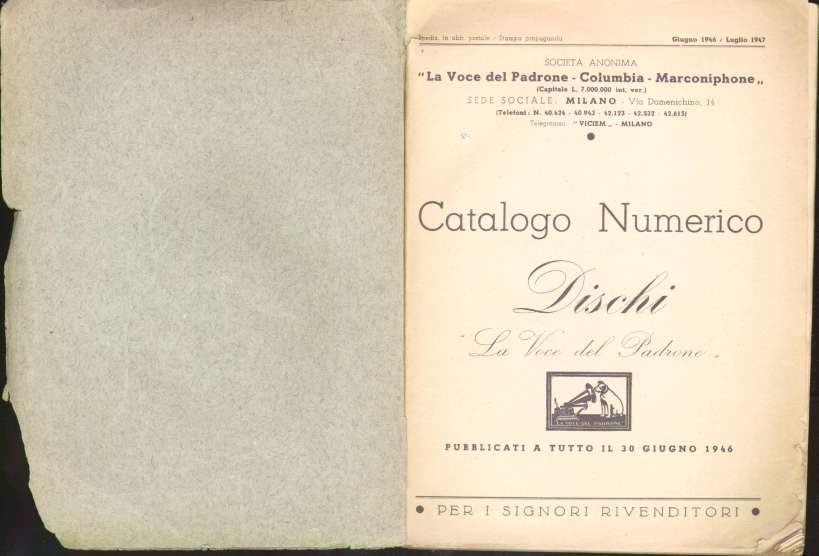 Spediz. in abb. postale / Stampa propaganda
Giugno 1946 / Luglio 1947
SOCIETA ANONIMA
"La Voce del Padrone - Columbia - Marconiphone„
(Capitale L. 7.000.000 int. ver.)
SEDE SOCIALE: MILANO - Via Domenichino, 14
(Telefoni: N. 40.424 - 40 943 - 42.123 - 42.532 - 42.615)
Telegrammi: "VICIEM„ - MILANO
Catalogo Numerico
Dischi
"La Voce del Padrone„
LA VOCE DEL PADRONE
PUBBLICATI A TUTTO IL 30 GIUGNO 1946
• PER I SIGNORI RIVENDITORI •